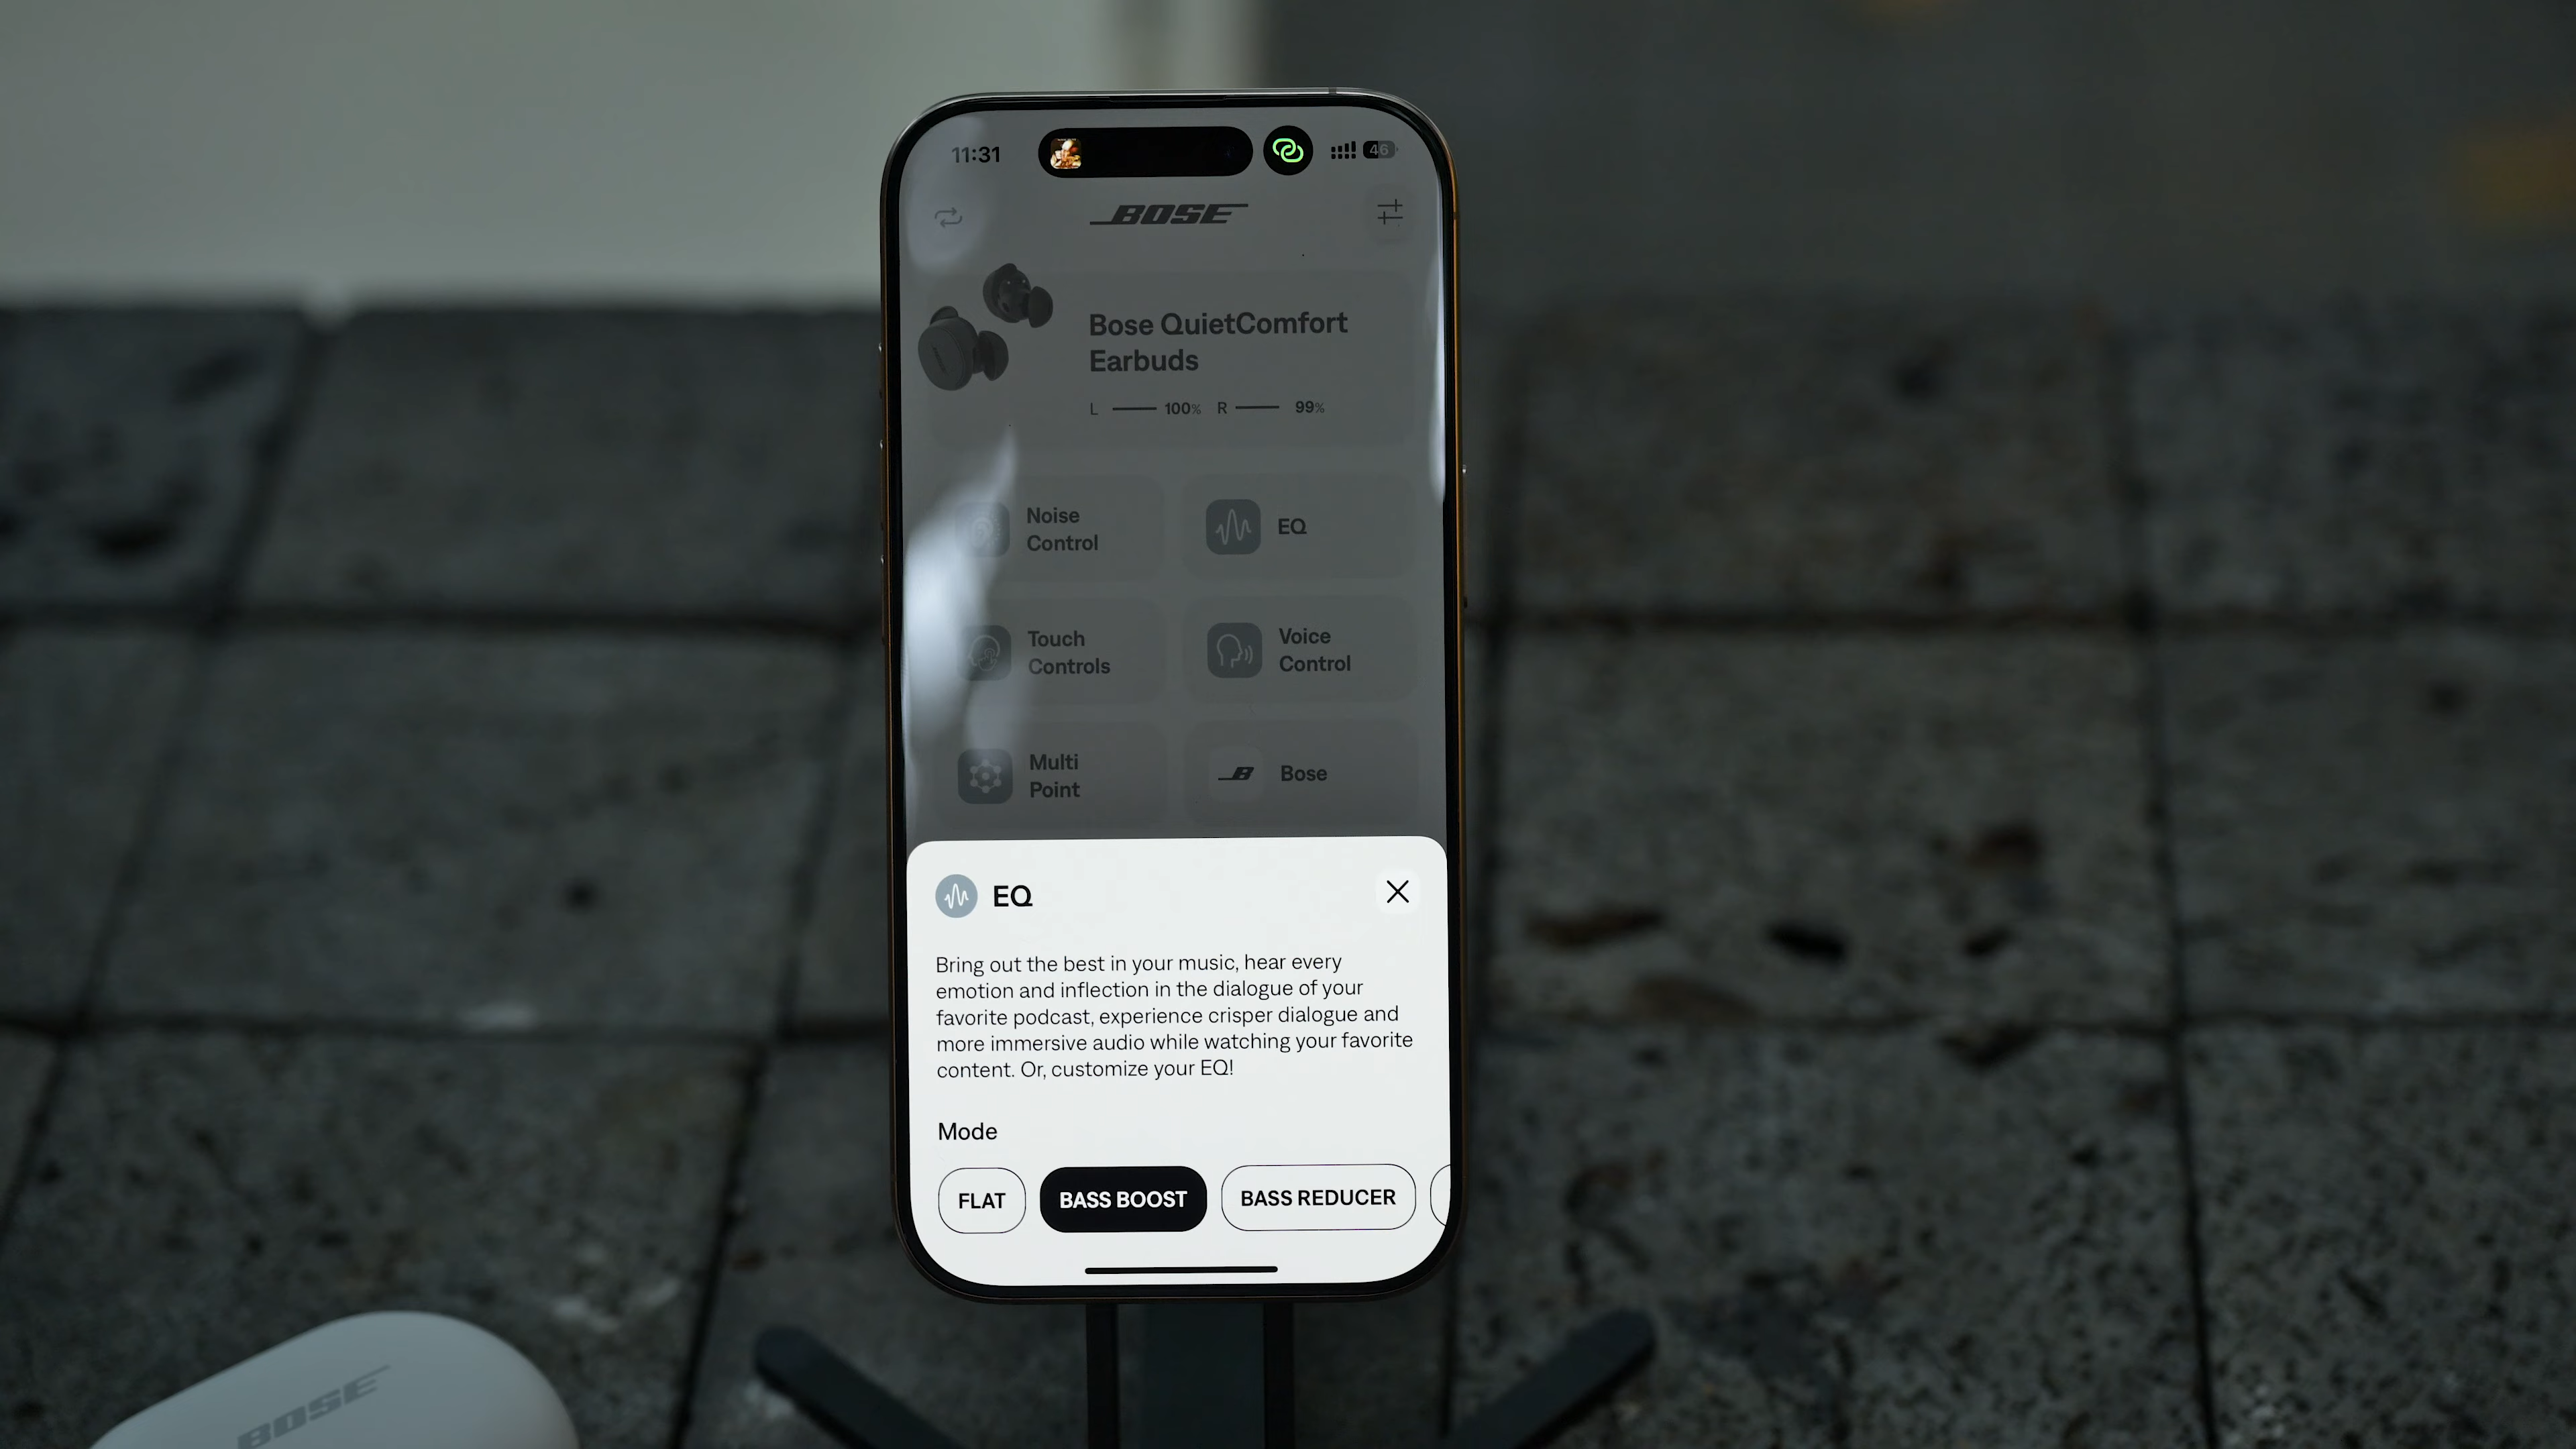 11:31
46
BOSE
Bose QuietComfort
Earbuds
L 100% R 99%
Noise
Control
EQ
Touch
Controls
Voice
Control
Multi
Point
Bose
EQ
Bring out the best in your music, hear every
emotion and inflection in the dialogue of your
favorite podcast, experience crisper dialogue and
more immersive audio while watching your favorite
content. Or, customize your EQ!
Mode
FLAT BASS BOOST BASS REDUCER
BOSE